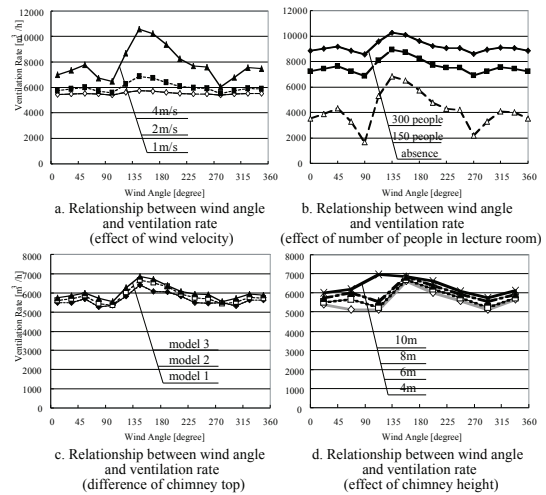 Ventilation Rate [m³ /h]
12000
10000
8000
6000
4000
2000
0
4m/s
2m/s
1m/s
0 45 90 135 180 225 270 315 360
Wind Angle [degree]
a. Relationship between wind angle
and ventilation rate
(effect of wind velocity)
12000
10000
8000
6000
4000
2000
0
300 people
150 people
absence
0 45 90 135 180 225 270 315 360
Wind Angle [degree]
b. Relationship between wind angle
and ventilation rate
(effect of number of people in lecture room)
Ventilation Rate [m³ /h]
8000
7000
6000
5000
4000
3000
2000
1000
0
model 3
model 2
model 1
0 45 90 135 180 225 270 315 360
Wind Angle [degree]
c. Relationship between wind angle
and ventilation rate
(difference of chimney top)
8000
7000
6000
5000
4000
3000
2000
1000
0
10m
8m
6m
4m
0 45 90 135 180 225 270 315 360
Wind Angle [degree]
d. Relationship between wind angle
and ventilation rate
(effect of chimney height)